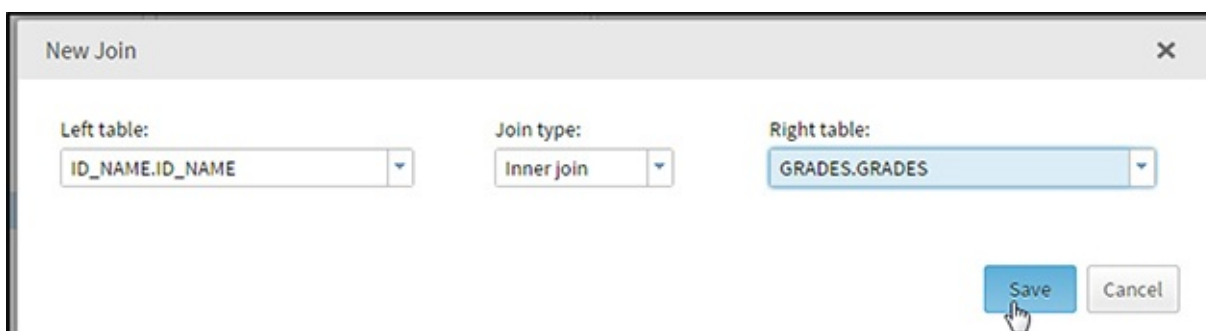 New Join ×
Left table: Join type: Right table:
ID_NAME.ID_NAME Inner join GRADES.GRADES
Save Cancel